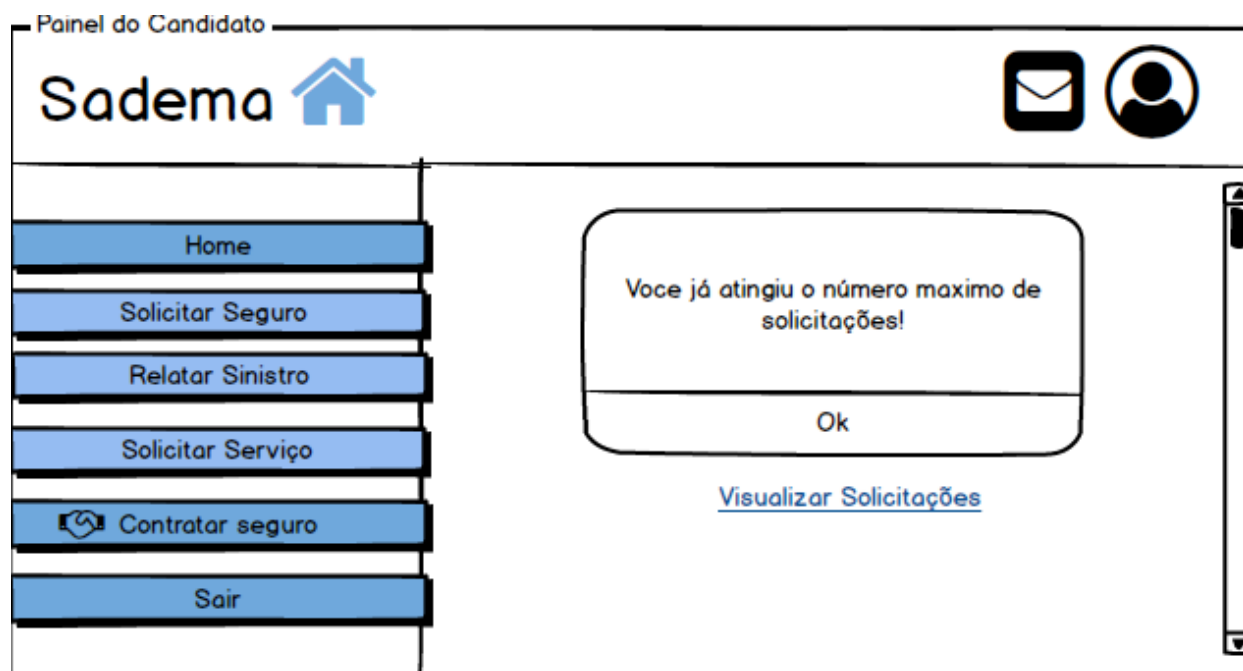 Painel do Candidato
Sadema
Home
Solicitar Seguro
Relatar Sinistro
Solicitar Serviço
Contratar seguro
Sair
Voce já atingiu o número maximo de
solicitações!
Ok
Visualizar Solicitações